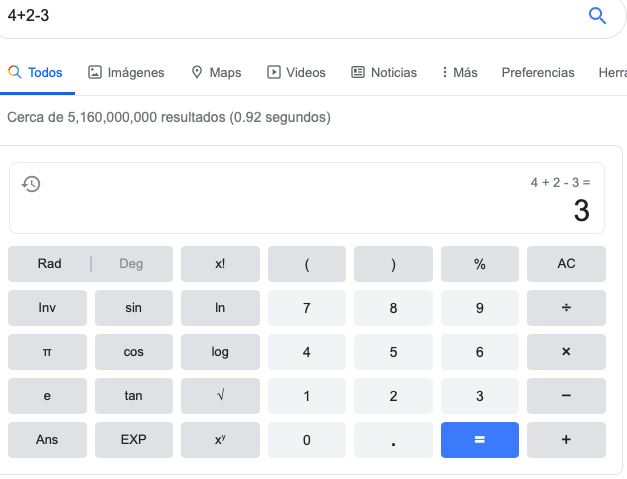 4+2-3
Todos Imágenes Maps Videos Noticias Más Preferencias Herra
Cerca de 5,160,000,000 resultados (0.92 segundos)
4 + 2 - 3 =
3
Rad | Deg x! ( ) % AC
Inv sin ln 7 8 9 ÷
π cos log 4 5 6 ×
e tan √ 1 2 3 −
Ans EXP xʸ 0 . = +